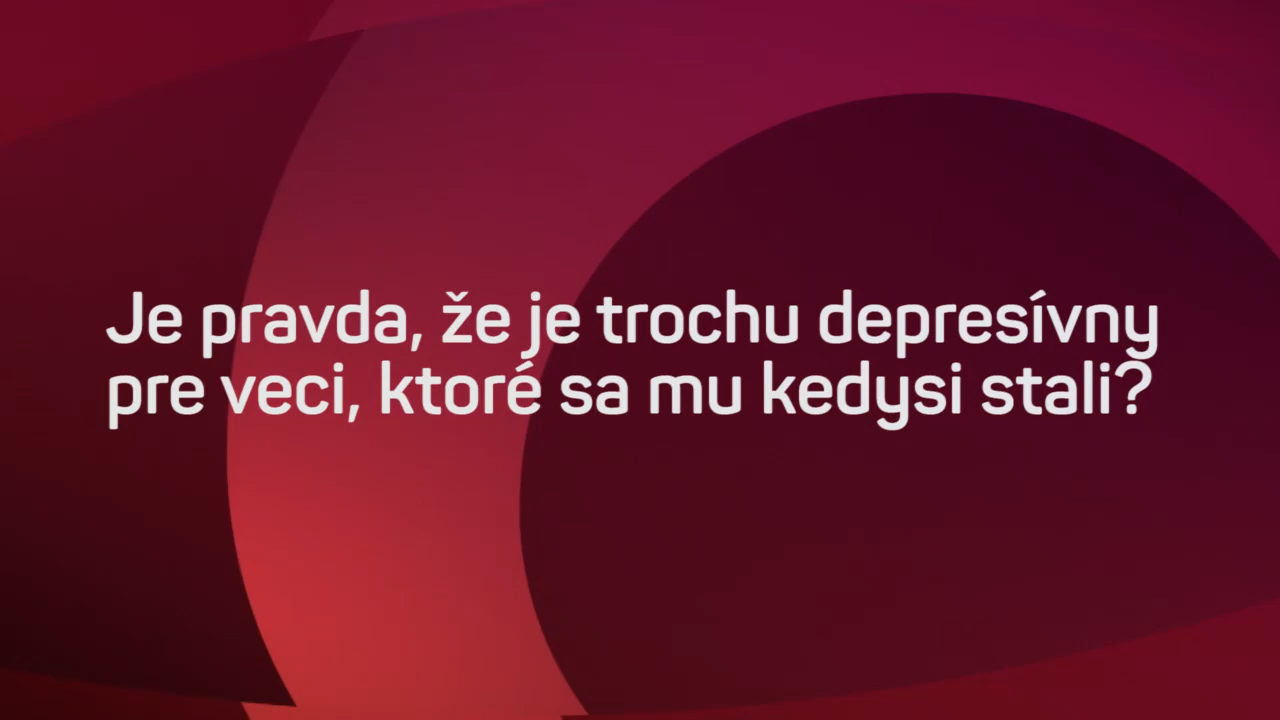 Je pravda, že je trochu depresívny
pre veci, ktoré sa mu kedysi stali?